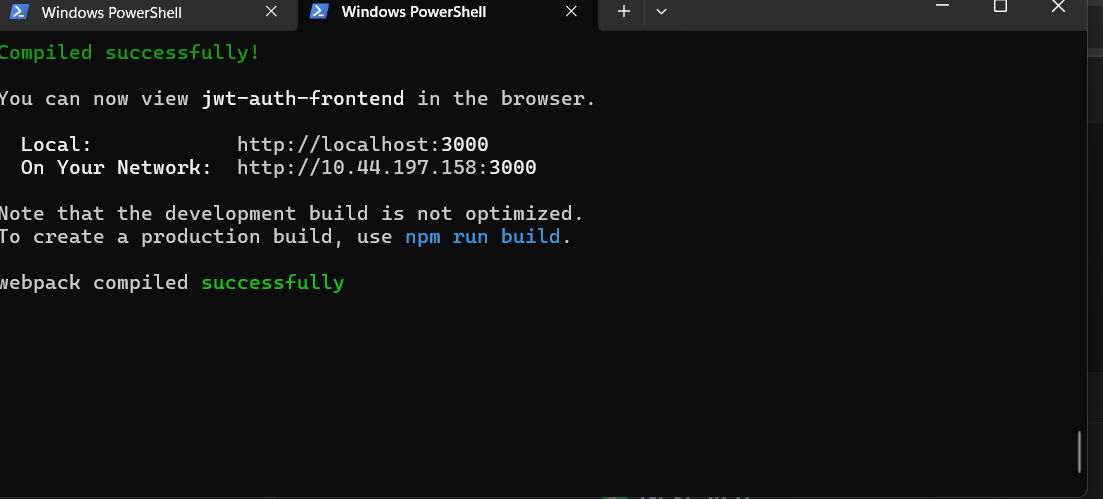 Windows PowerShell
Windows PowerShell
Compiled successfully!
You can now view jwt-auth-frontend in the browser.
Local: http://localhost:3000
On Your Network: http://10.44.197.158:3000
Note that the development build is not optimized.
To create a production build, use npm run build.
webpack compiled successfully